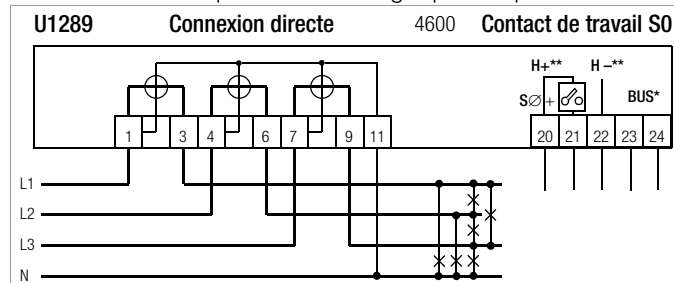 U1289 Connexion directe 4600 Contact de travail S0
H+** H –**
S∅ + BUS*
1 3 4 6 7 9 11 20 21 22 23 24
L1
L2
L3
N